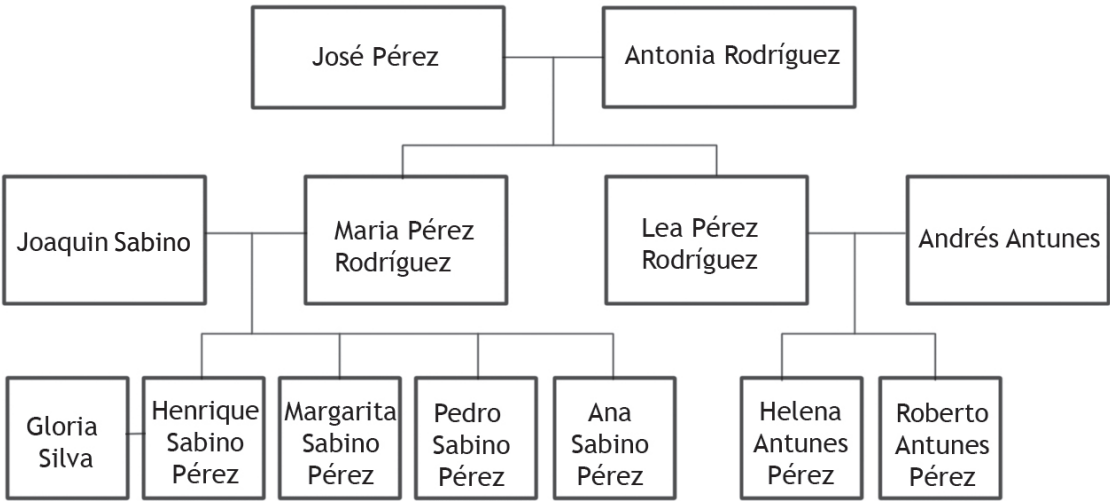 José Pérez
Antonia Rodríguez
Joaquin Sabino
Maria Pérez
Rodríguez
Lea Pérez
Rodríguez
Andrés Antunes
Gloria
Silva
Henrique
Sabino
Pérez
Margarita
Sabino
Pérez
Pedro
Sabino
Pérez
Ana
Sabino
Pérez
Helena
Antunes
Pérez
Roberto
Antunes
Pérez